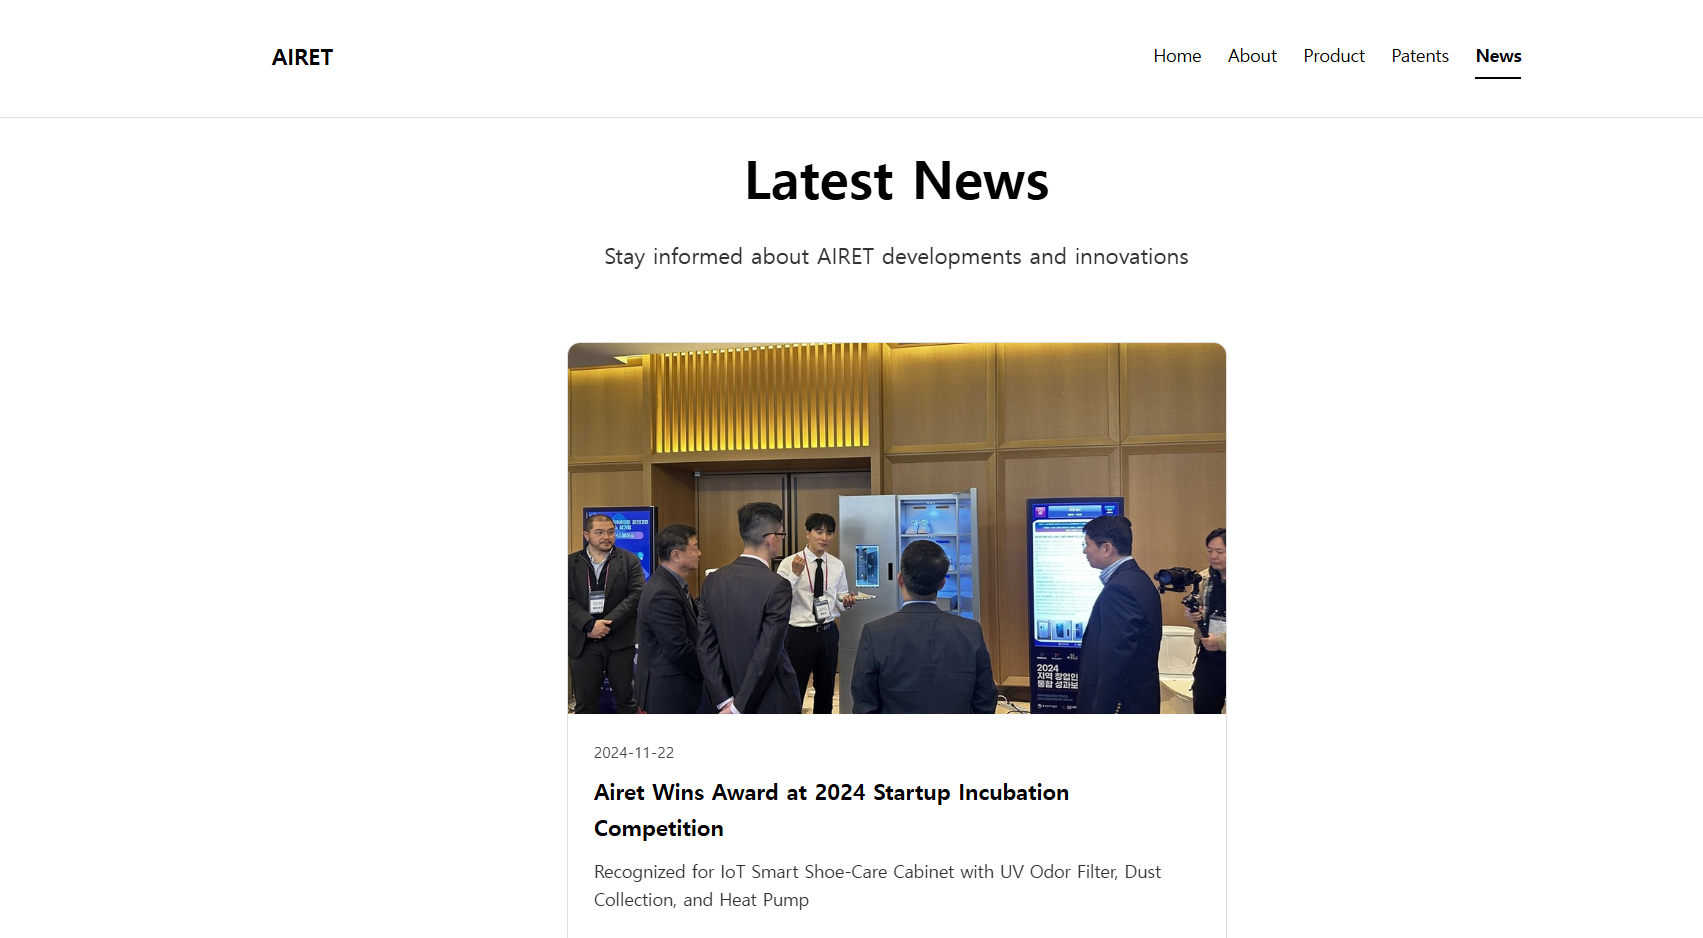 AIRET
Home About Product Patents News
Latest News
Stay informed about AIRET developments and innovations
Airet
2024
지역 창업인
통합 성과보
2024-11-22
Airet Wins Award at 2024 Startup Incubation
Competition
Recognized for IoT Smart Shoe-Care Cabinet with UV Odor Filter, Dust
Collection, and Heat Pump